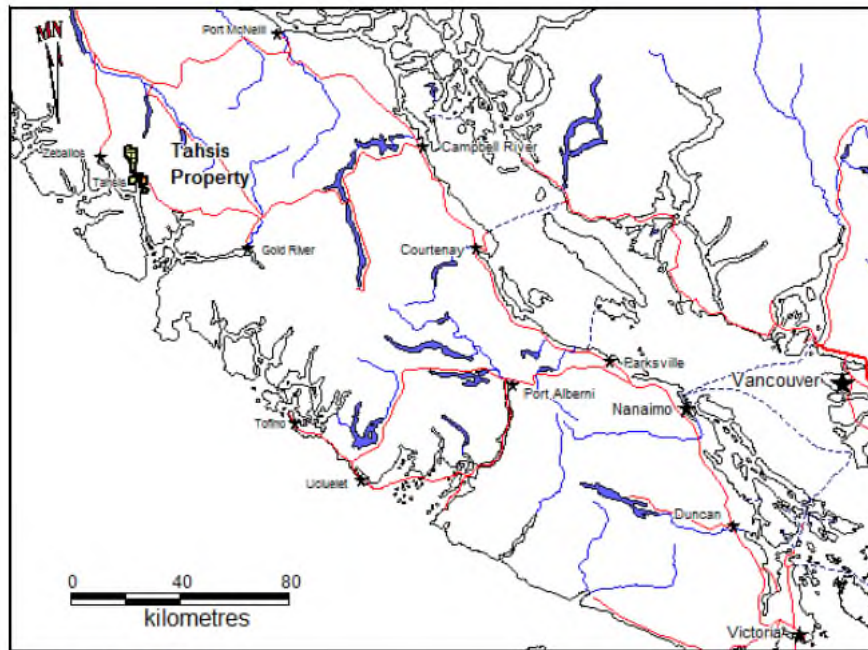 Port McNeill
MN
Zeballos
Tahsis
Property
Tahsis
Campbell River
Gold River
Courtenay
Parksville
Port Alberni
Vancouver
Nanaimo
Tofino
Ucluelet
Duncan
0 40 80
kilometres
Victoria